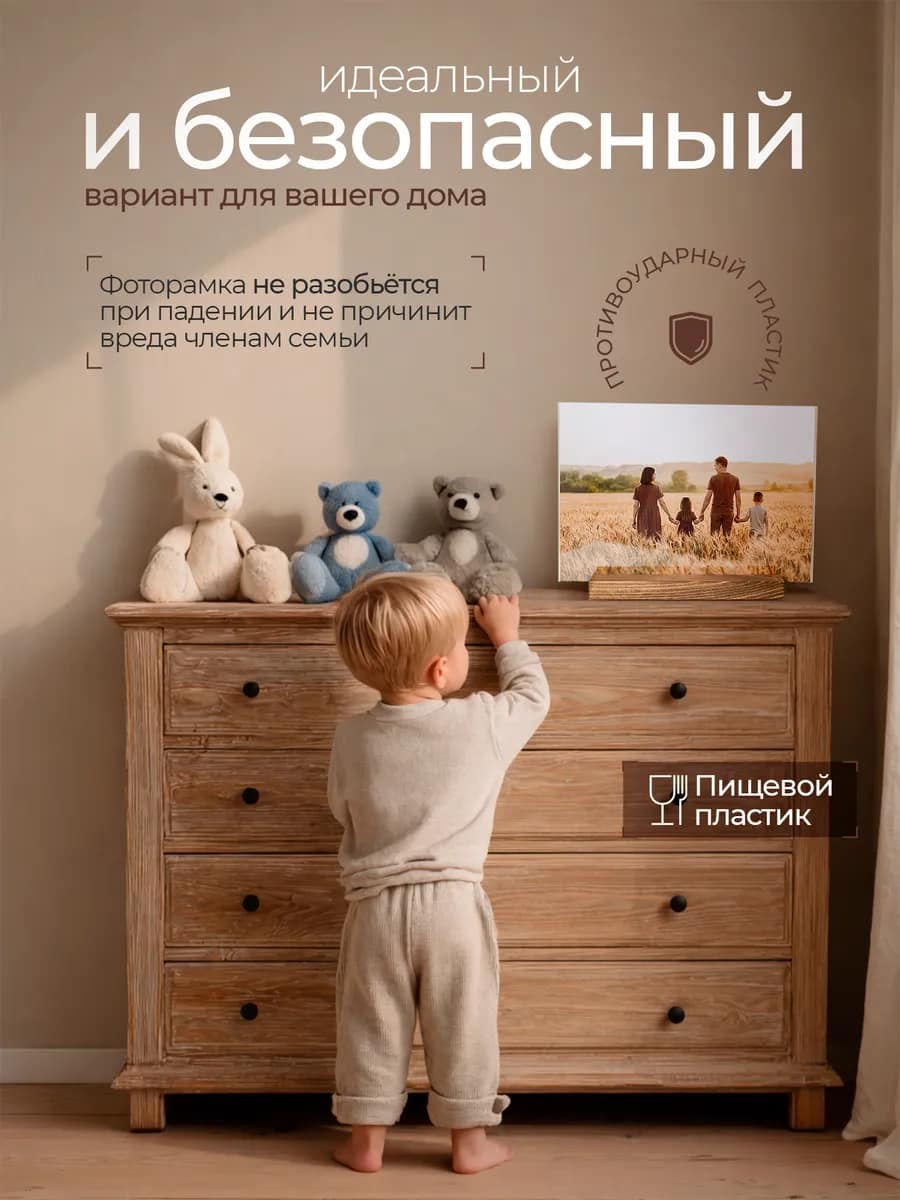 идеальный
и безопасный
вариант для вашего дома
Фоторамка не разобьётся
при падении и не причинит
вреда членам семьи
ПРОТИВОУДАРНЫЙ ПЛАСТИК
Пищевой
пластик